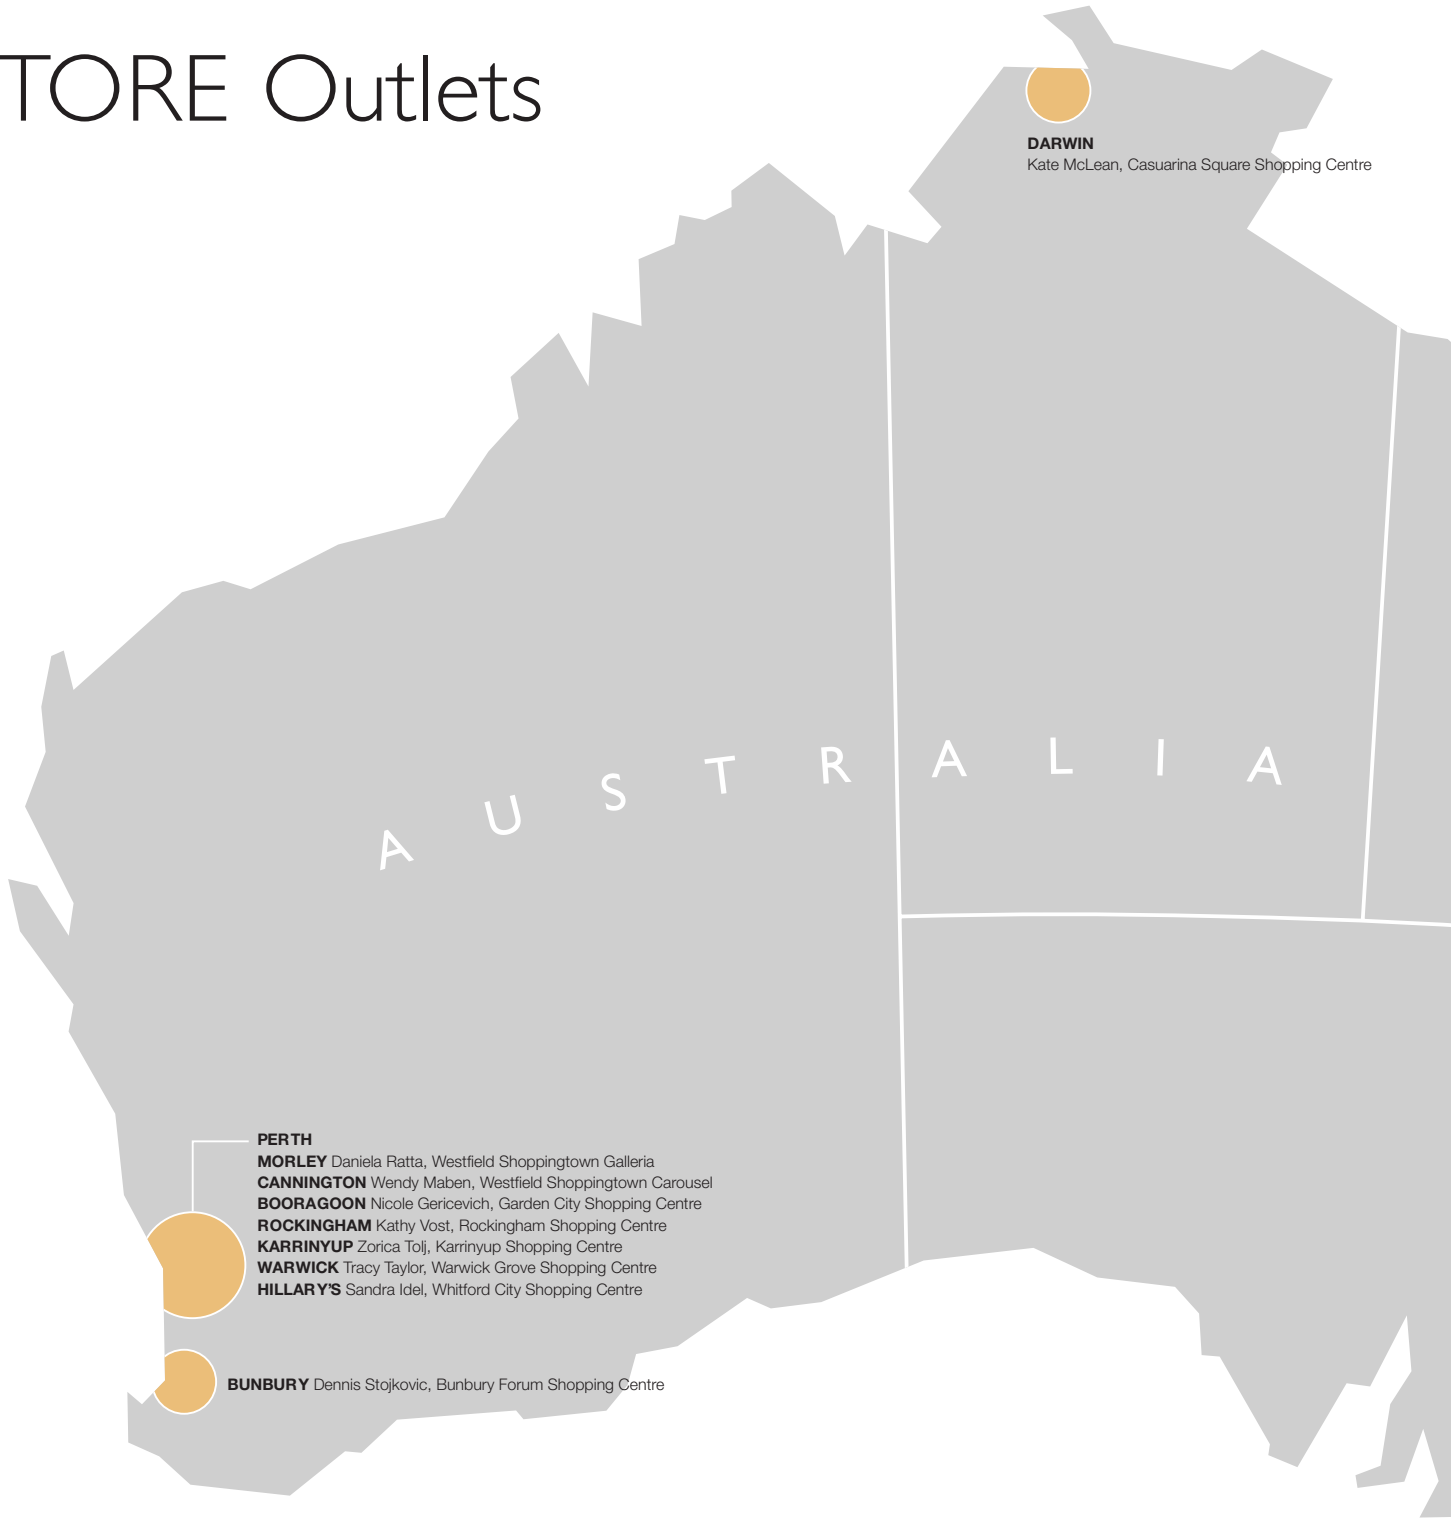 TORE Outlets
DARWIN
Kate McLean, Casuarina Square Shopping Centre
AUSTRALIA
PERTH
MORLEY Daniela Ratta, Westfield Shoppingtown Galleria
CANNINGTON Wendy Maben, Westfield Shoppingtown Carousel
BOORAGOON Nicole Gericevich, Garden City Shopping Centre
ROCKINGHAM Kathy Vost, Rockingham Shopping Centre
KARRINYUP Zorica Tolj, Karrinyup Shopping Centre
WARWICK Tracy Taylor, Warwick Grove Shopping Centre
HILLARY'S Sandra Idel, Whitford City Shopping Centre
BUNBURY Dennis Stojkovic, Bunbury Forum Shopping Centre